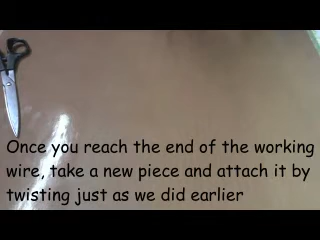 Once you reach the end of the working
wire, take a new piece and attach it by
twisting just as we did earlier